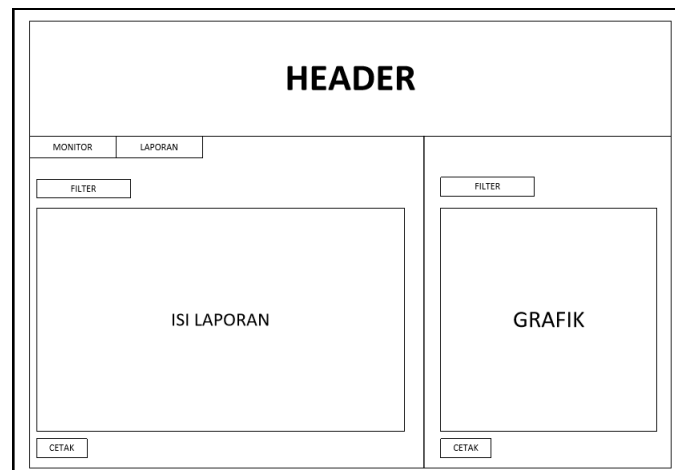 HEADER
MONITOR
LAPORAN
FILTER
ISI LAPORAN
CETAK
FILTER
GRAFIK
CETAK